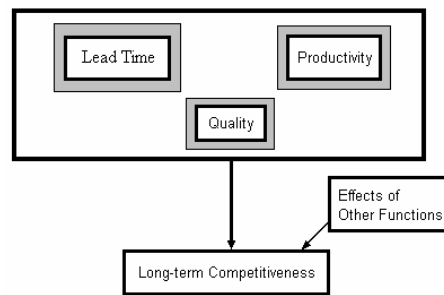 Lead Time
Productivity
Quality
Effects of
Other Functions
Long-term Competitiveness